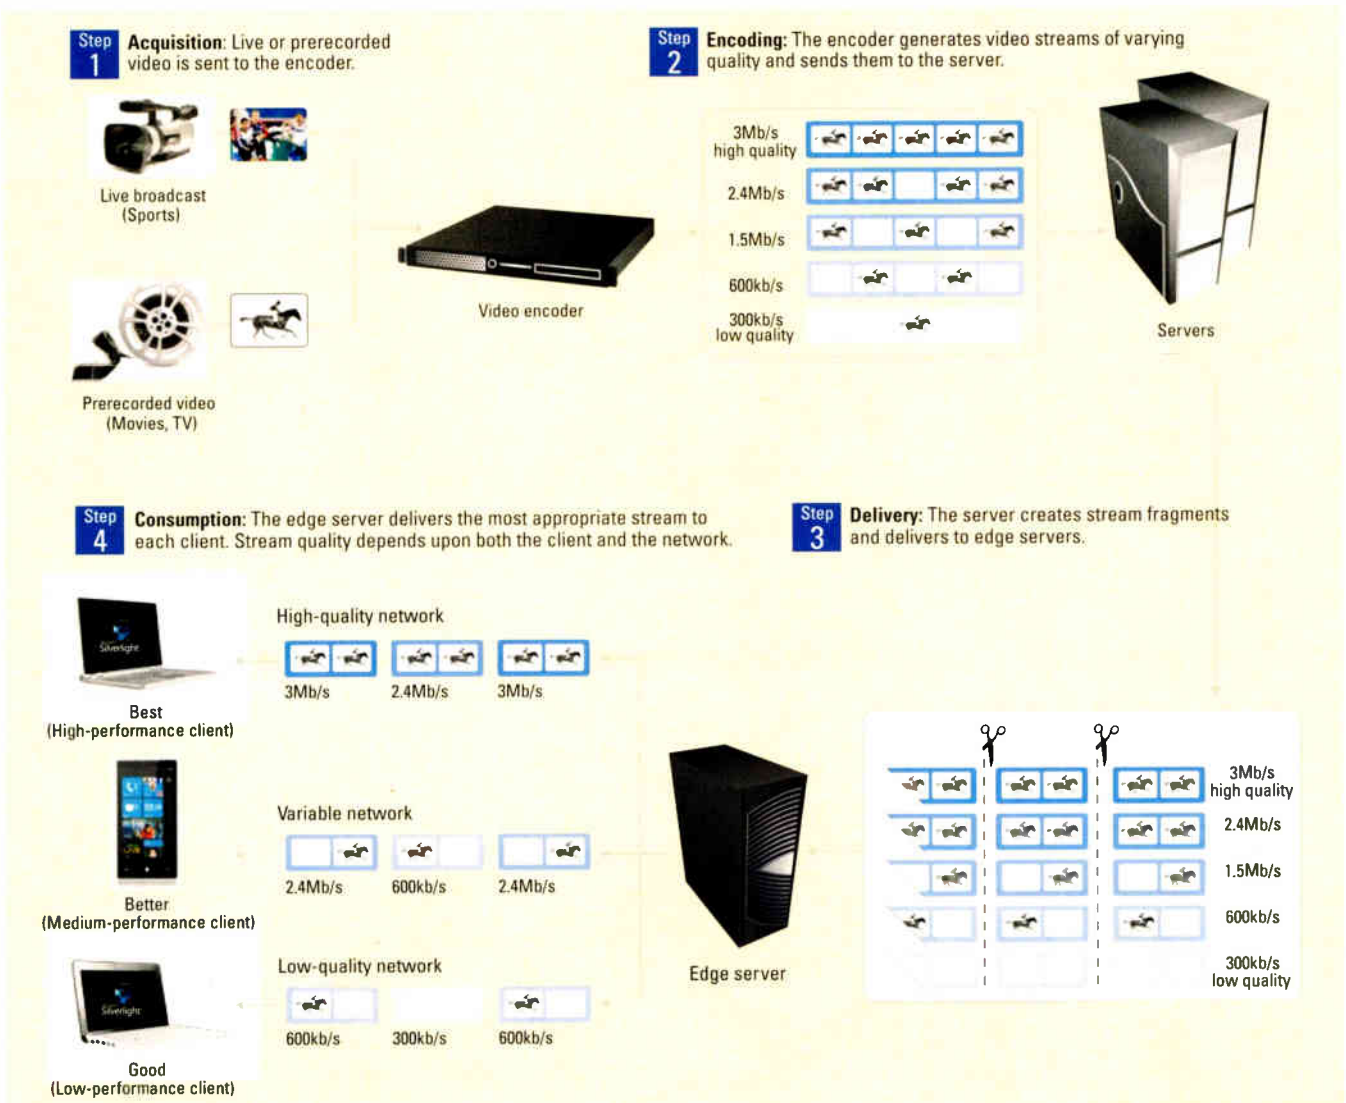 Step
1
Acquisition: Live or prerecorded
video is sent to the encoder.
Live broadcast
(Sports)
Prerecorded video
(Movies, TV)
Video encoder
Step
2
Encoding: The encoder generates video streams of varying
quality and sends them to the server.
3Mb/s
high quality
2.4Mb/s
1.5Mb/s
600kb/s
300kb/s
low quality
Servers
Step
3
Delivery: The server creates stream fragments
and delivers to edge servers.
3Mb/s
high quality
2.4Mb/s
1.5Mb/s
600kb/s
300kb/s
low quality
Edge server
Step
4
Consumption: The edge server delivers the most appropriate stream to
each client. Stream quality depends upon both the client and the network.
Silverlight
Best
(High-performance client)
High-quality network
3Mb/s 2.4Mb/s 3Mb/s
Better
(Medium-performance client)
Variable network
2.4Mb/s 600kb/s 2.4Mb/s
Silverlight
Good
(Low-performance client)
Low-quality network
600kb/s 300kb/s 600kb/s